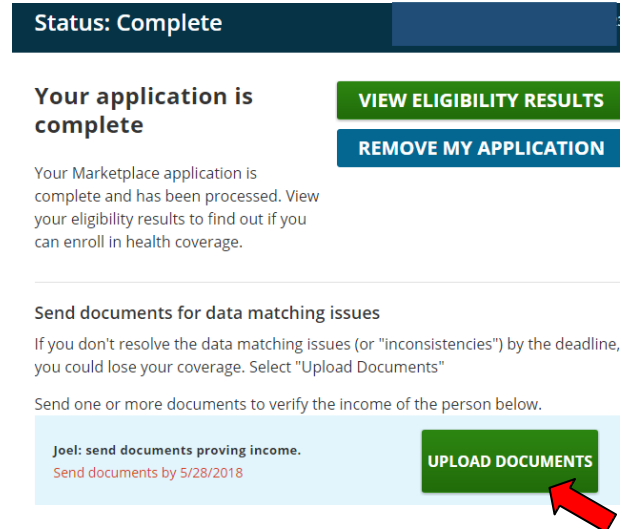 Status: Complete
Your application is
complete
VIEW ELIGIBILITY RESULTS
REMOVE MY APPLICATION
Your Marketplace application is
complete and has been processed. View
your eligibility results to find out if you
can enroll in health coverage.
Send documents for data matching issues
If you don't resolve the data matching issues (or "inconsistencies") by the deadline,
you could lose your coverage. Select "Upload Documents"
Send one or more documents to verify the income of the person below.
Joel: send documents proving income.
Send documents by 5/28/2018
UPLOAD DOCUMENTS